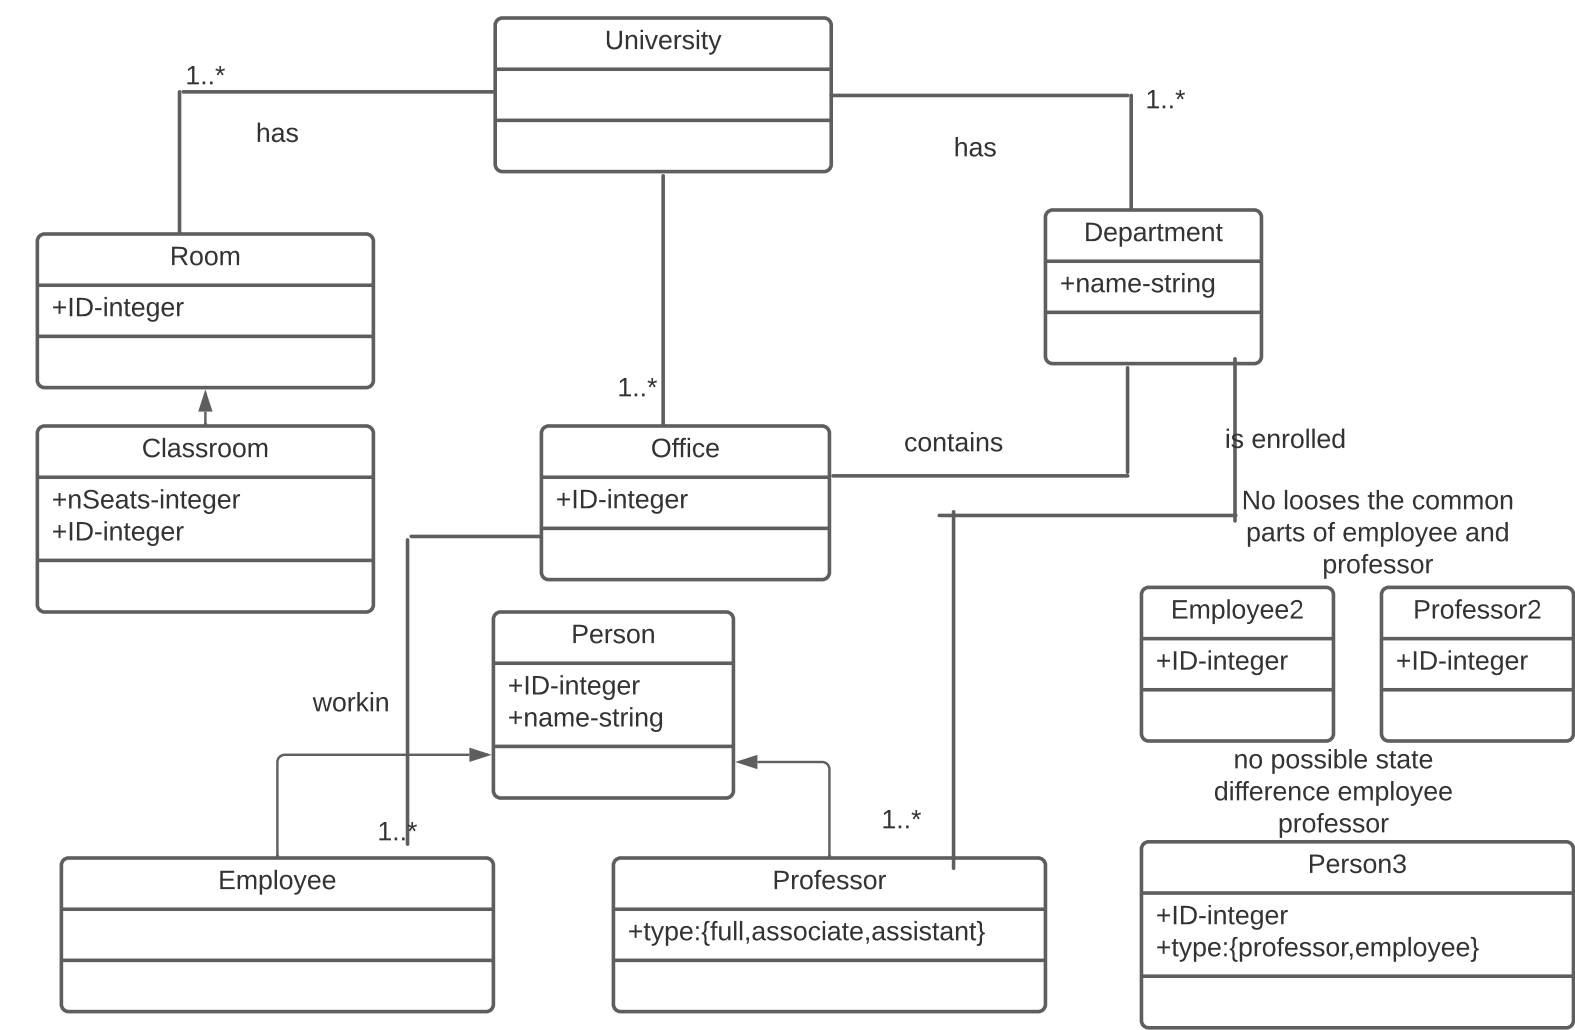 University
1..*
has
1..*
has
Room
+ID-integer
Department
+name-string
1..*
Classroom
+nSeats-integer
+ID-integer
Office
+ID-integer
contains
is enrolled
No looses the common
parts of employee and
professor
Employee2
+ID-integer
Professor2
+ID-integer
Person
+ID-integer
+name-string
workin
no possible state
difference employee
professor
1..*
1..*
Employee
Professor
+type:{full,associate,assistant}
Person3
+ID-integer
+type:{professor,employee}